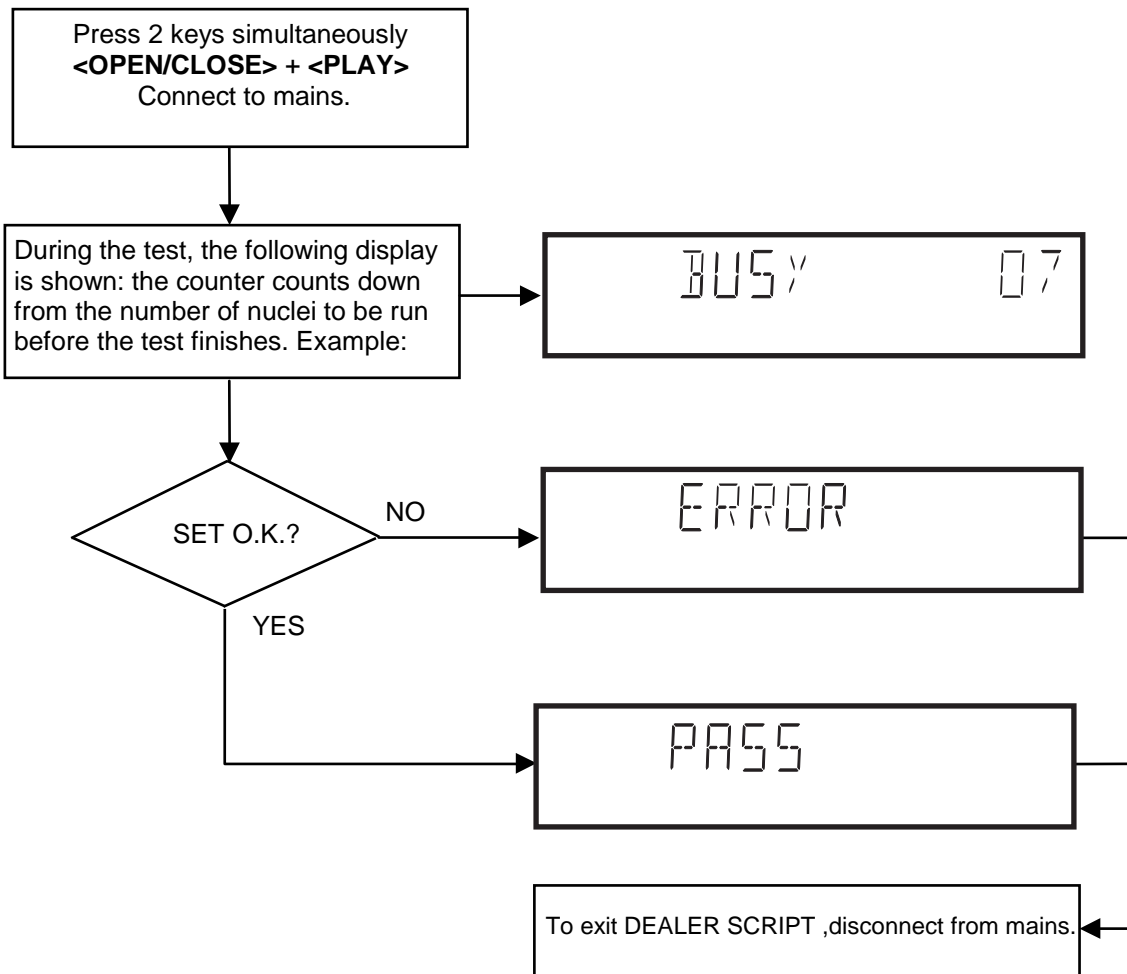 Press 2 keys simultaneously
<OPEN/CLOSE> + <PLAY>
Connect to mains.
During the test, the following display
is shown: the counter counts down
from the number of nuclei to be run
before the test finishes. Example:
BUSY 07
SET O.K.?
NO
ERROR
YES
PASS
To exit DEALER SCRIPT ,disconnect from mains.